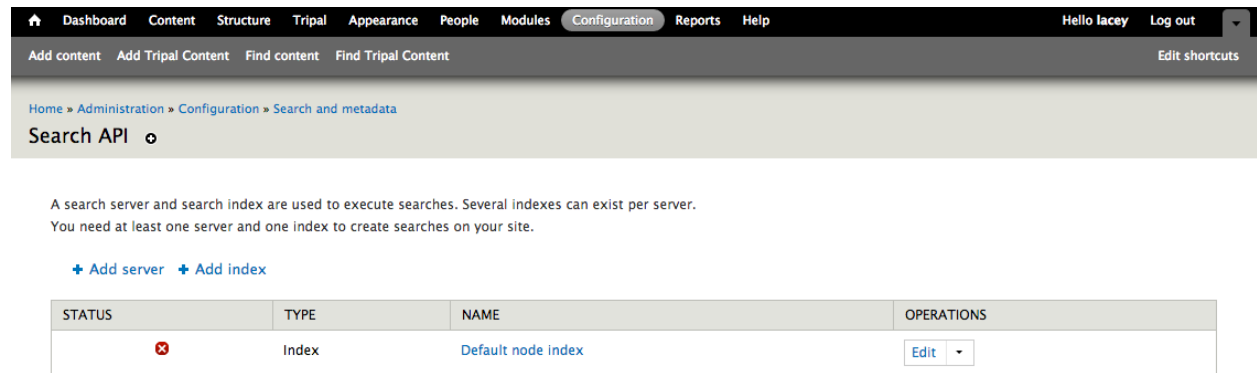 Dashboard Content Structure Tripal Appearance People Modules Configuration Reports Help Hello lacey Log out
Add content Add Tripal Content Find content Find Tripal Content Edit shortcuts
Home » Administration » Configuration » Search and metadata
Search API
A search server and search index are used to execute searches. Several indexes can exist per server.
You need at least one server and one index to create searches on your site.
+ Add server + Add index
STATUS TYPE NAME OPERATIONS
Index Default node index Edit